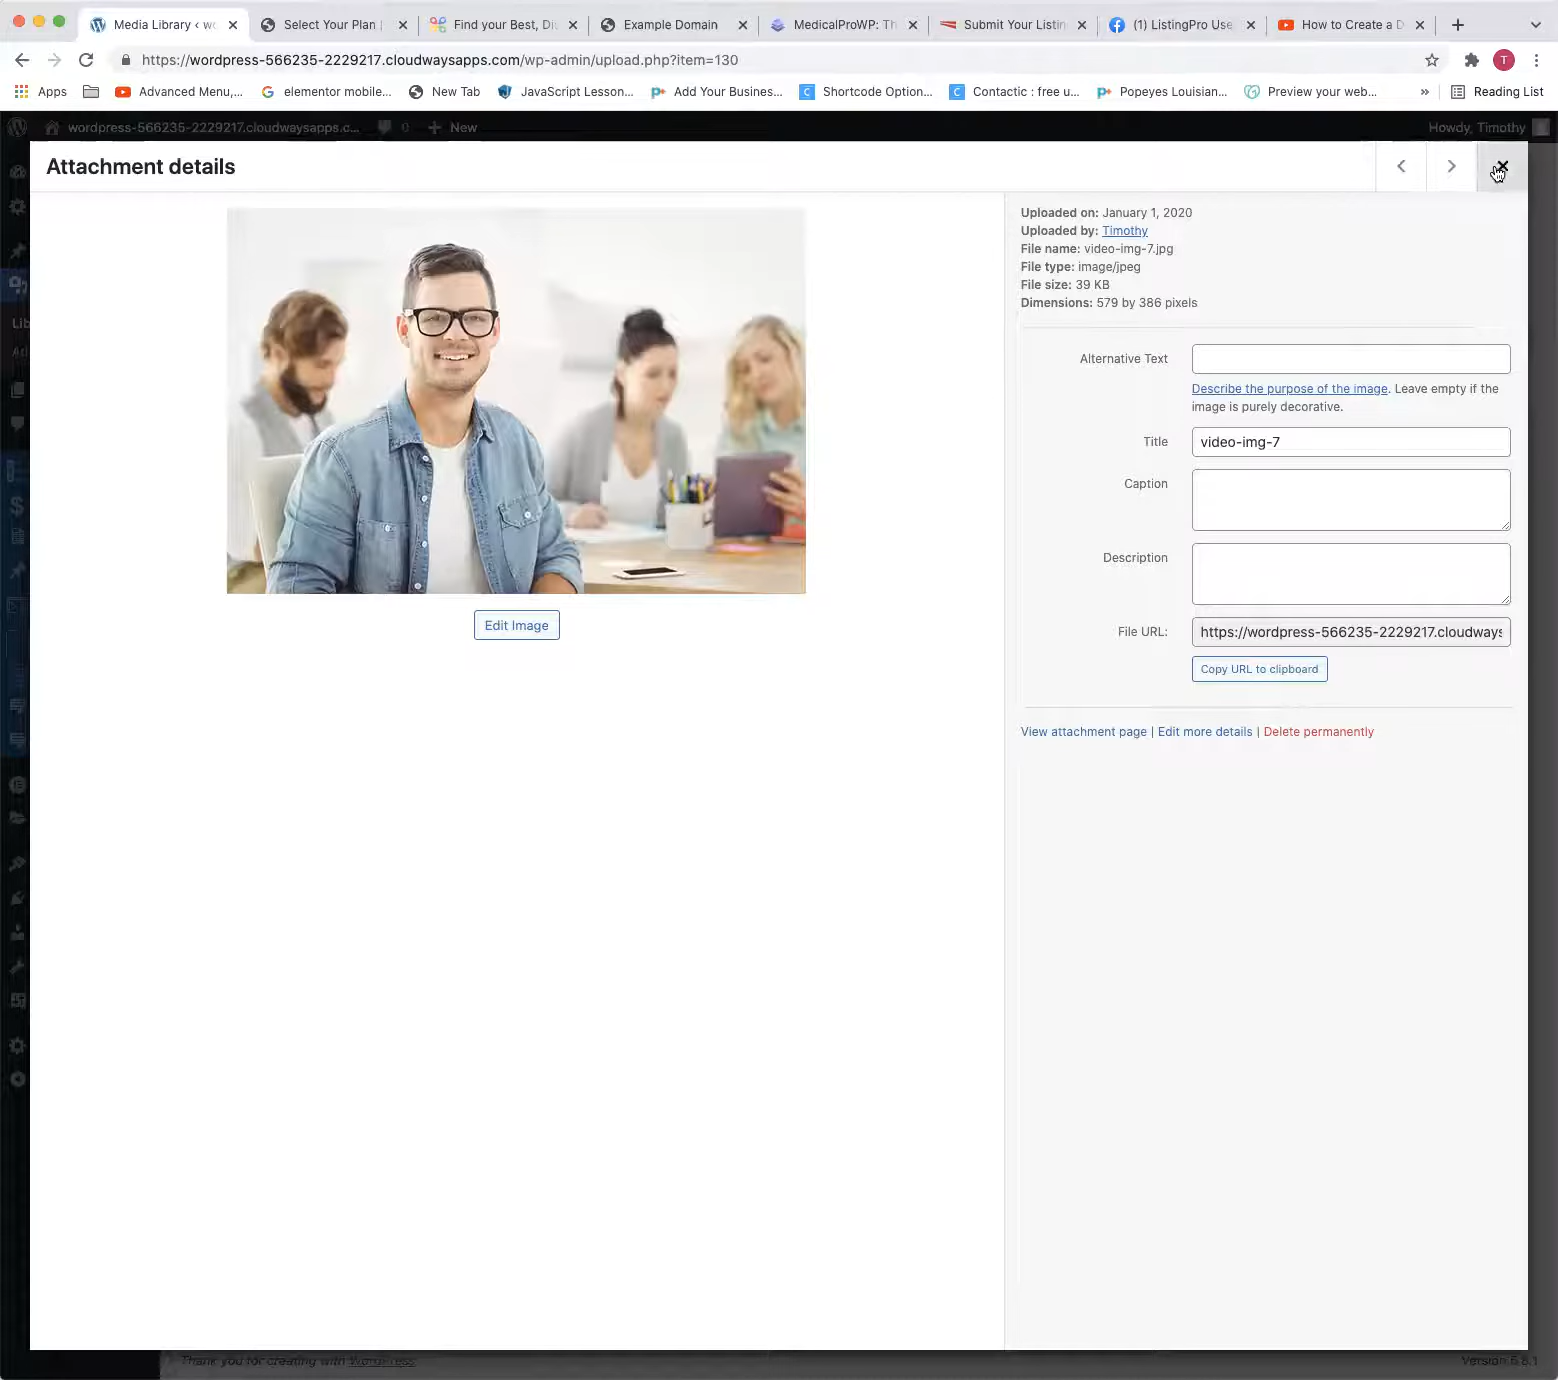 Media Library ‹ wo
Select Your Plan |
Find your Best, Di
Example Domain
MedicalProWP: Th
Submit Your Listin
(1) ListingPro Use
How to Create a D
https://wordpress-566235-2229217.cloudwaysapps.com/wp-admin/upload.php?item=130
T
Apps
Advanced Menu,...
elementor mobile...
New Tab
JavaScript Lesson...
Add Your Business...
Shortcode Option...
Contactic : free u...
Popeyes Louisian...
Preview your web...
»
Reading List
wordpress-566235-2229217.cloudwaysapps.c...
0
New
Howdy, Timothy
Attachment details
Uploaded on: January 1, 2020
Uploaded by: Timothy
File name: video-img-7.jpg
File type: image/jpeg
File size: 39 KB
Dimensions: 579 by 386 pixels
Alternative Text
Describe the purpose of the image. Leave empty if the
image is purely decorative.
Title
video-img-7
Caption
Description
File URL:
https://wordpress-566235-2229217.cloudways
Copy URL to clipboard
Edit Image
View attachment page | Edit more details | Delete permanently
Lib
Thank you for creating with WordPress.
Version 5.8.1